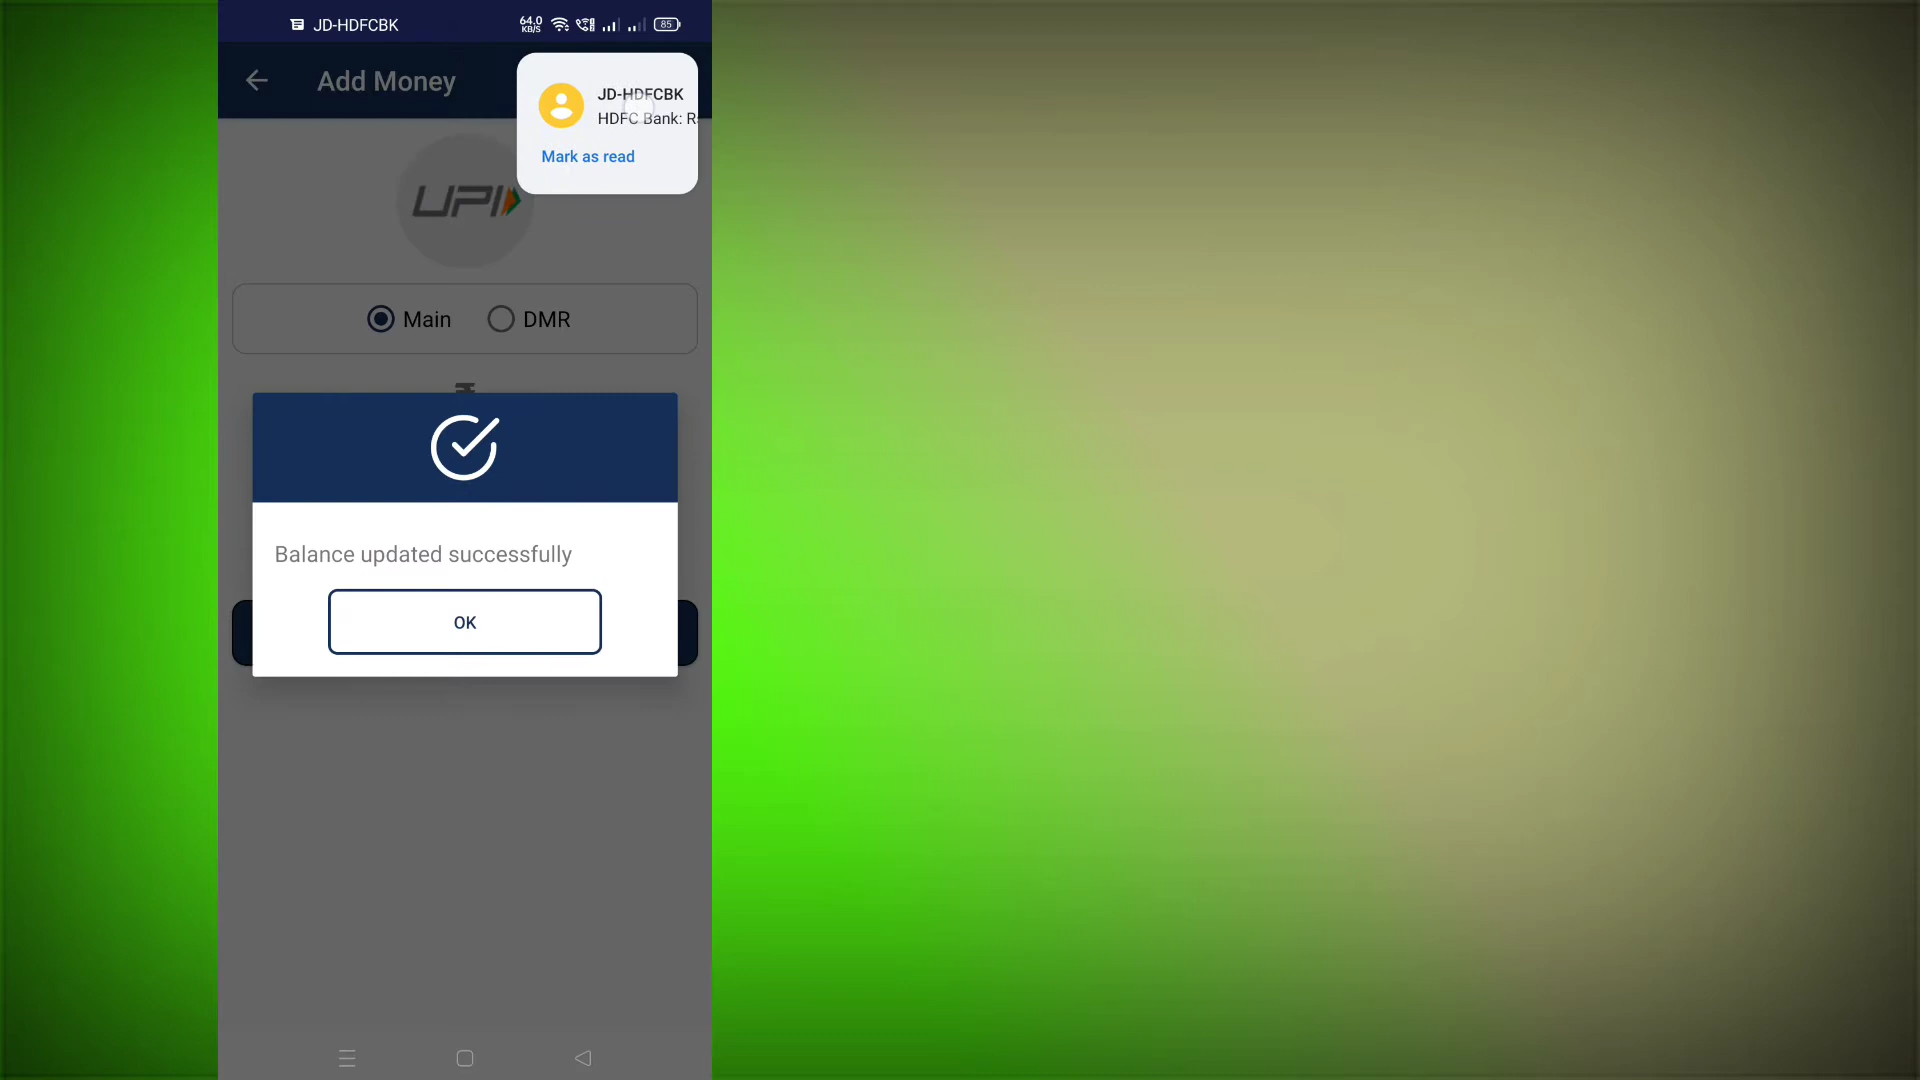 JD-HDFCBK
64.0
KB/S
85
Add Money
JD-HDFCBK
HDFC Bank: R
Mark as read
UPI
Main
DMR
Balance updated successfully
OK